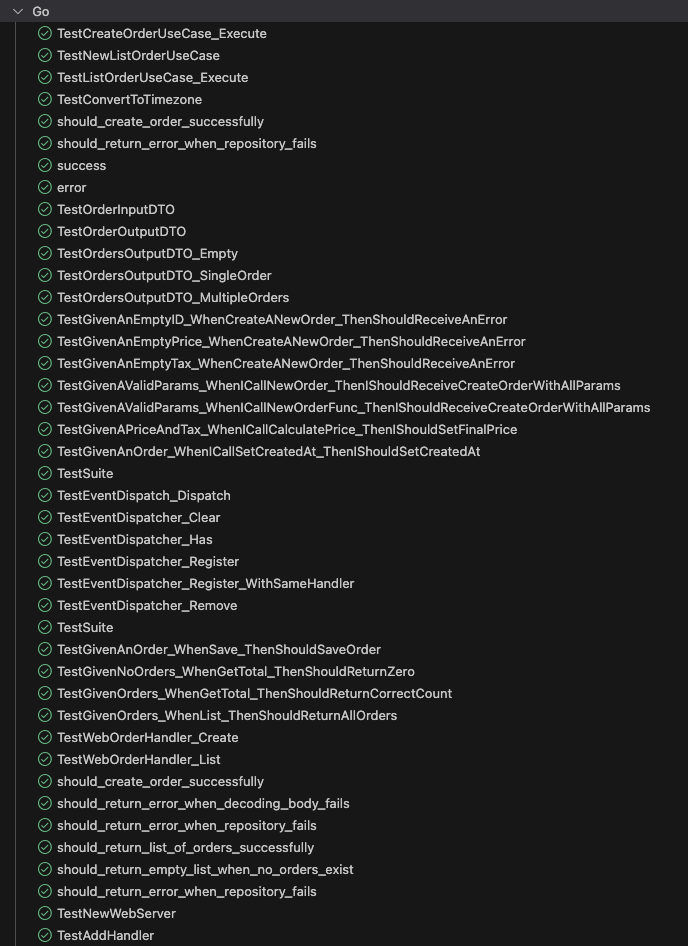 Go
TestCreateOrderUseCase_Execute
TestNewListOrderUseCase
TestListOrderUseCase_Execute
TestConvertToTimezone
should_create_order_successfully
should_return_error_when_repository_fails
success
error
TestOrderInputDTO
TestOrderOutputDTO
TestOrdersOutputDTO_Empty
TestOrdersOutputDTO_SingleOrder
TestOrdersOutputDTO_MultipleOrders
TestGivenAnEmptyID_WhenCreateANewOrder_ThenShouldReceiveAnError
TestGivenAnEmptyPrice_WhenCreateANewOrder_ThenShouldReceiveAnError
TestGivenAnEmptyTax_WhenCreateANewOrder_ThenShouldReceiveAnError
TestGivenAValidParams_WhenICallNewOrder_ThenIShouldReceiveCreateOrderWithAllParams
TestGivenAValidParams_WhenICallNewOrderFunc_ThenIShouldReceiveCreateOrderWithAllParams
TestGivenAPriceAndTax_WhenICallCalculatePrice_ThenIShouldSetFinalPrice
TestGivenAnOrder_WhenICallSetCreatedAt_ThenIShouldSetCreatedAt
TestSuite
TestEventDispatch_Dispatch
TestEventDispatcher_Clear
TestEventDispatcher_Has
TestEventDispatcher_Register
TestEventDispatcher_Register_WithSameHandler
TestEventDispatcher_Remove
TestSuite
TestGivenAnOrder_WhenSave_ThenShouldSaveOrder
TestGivenNoOrders_WhenGetTotal_ThenShouldReturnZero
TestGivenOrders_WhenGetTotal_ThenShouldReturnCorrectCount
TestGivenOrders_WhenList_ThenShouldReturnAllOrders
TestWebOrderHandler_Create
TestWebOrderHandler_List
should_create_order_successfully
should_return_error_when_decoding_body_fails
should_return_error_when_repository_fails
should_return_list_of_orders_successfully
should_return_empty_list_when_no_orders_exist
should_return_error_when_repository_fails
TestNewWebServer
TestAddHandler